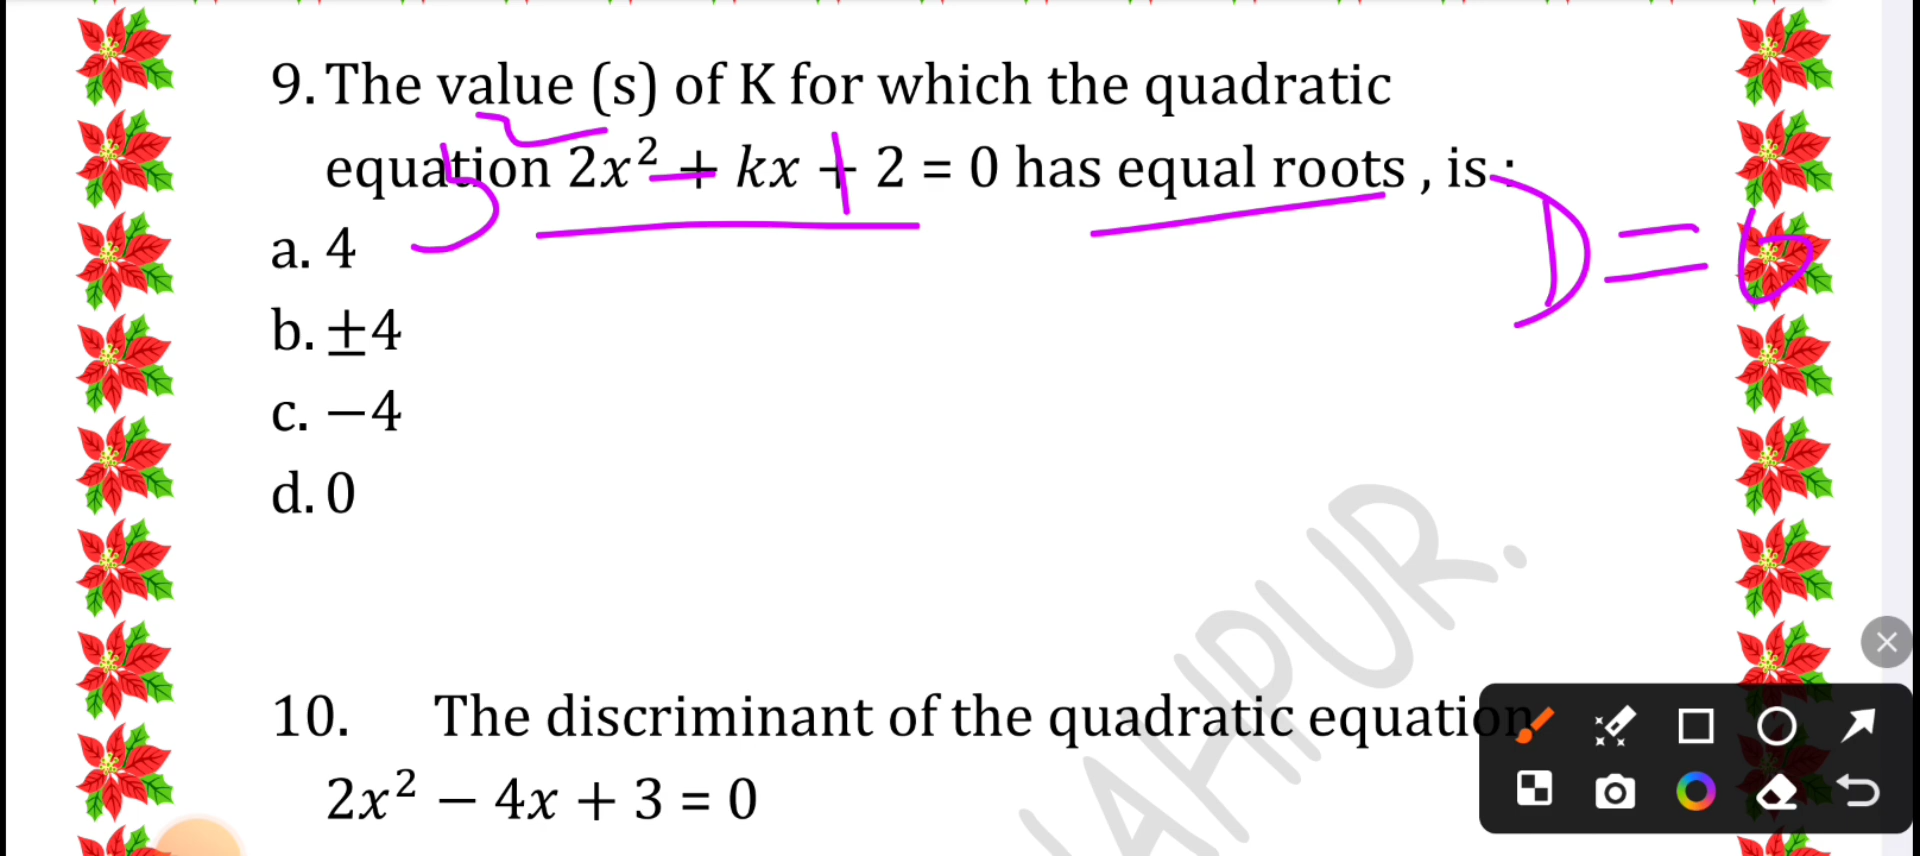 9. The value (s) of K for which the quadratic
equation 2x² + kx + 2 = 0 has equal roots , is :
D = 0
a. 4
b. ±4
c. −4
d. 0
10. The discriminant of the quadratic equation
2x² − 4x + 3 = 0